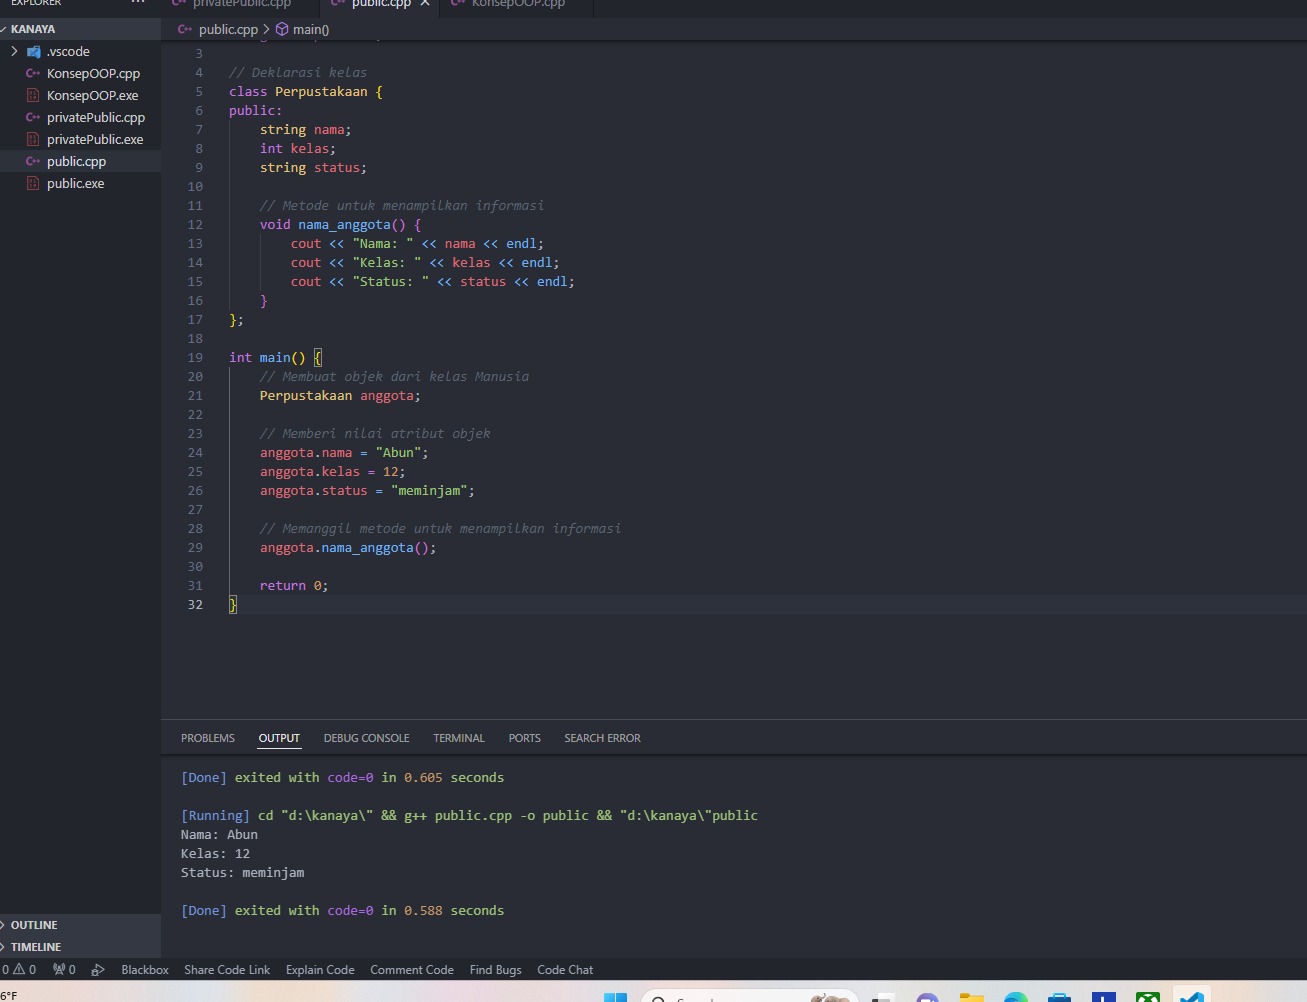 EXPLORER ...
privatePublic.cpp
public.cpp
KonsepOOP.cpp
KANAYA
public.cpp > main()
.vscode
KonsepOOP.cpp
KonsepOOP.exe
privatePublic.cpp
privatePublic.exe
public.cpp
public.exe
3
4 // Deklarasi kelas
5 class Perpustakaan {
6 public:
7 string nama;
8 int kelas;
9 string status;
10
11 // Metode untuk menampilkan informasi
12 void nama_anggota() {
13 cout << "Nama: " << nama << endl;
14 cout << "Kelas: " << kelas << endl;
15 cout << "Status: " << status << endl;
16 }
17 };
18
19 int main() {
20 // Membuat objek dari kelas Manusia
21 Perpustakaan anggota;
22
23 // Memberi nilai atribut objek
24 anggota.nama = "Abun";
25 anggota.kelas = 12;
26 anggota.status = "meminjam";
27
28 // Memanggil metode untuk menampilkan informasi
29 anggota.nama_anggota();
30
31 return 0;
32 }
PROBLEMS OUTPUT DEBUG CONSOLE TERMINAL PORTS SEARCH ERROR
[Done] exited with code=0 in 0.605 seconds
[Running] cd "d:\kanaya\" && g++ public.cpp -o public && "d:\kanaya\"public
Nama: Abun
Kelas: 12
Status: meminjam
[Done] exited with code=0 in 0.588 seconds
OUTLINE
TIMELINE
0 0 0 Blackbox Share Code Link Explain Code Comment Code Find Bugs Code Chat
6°F